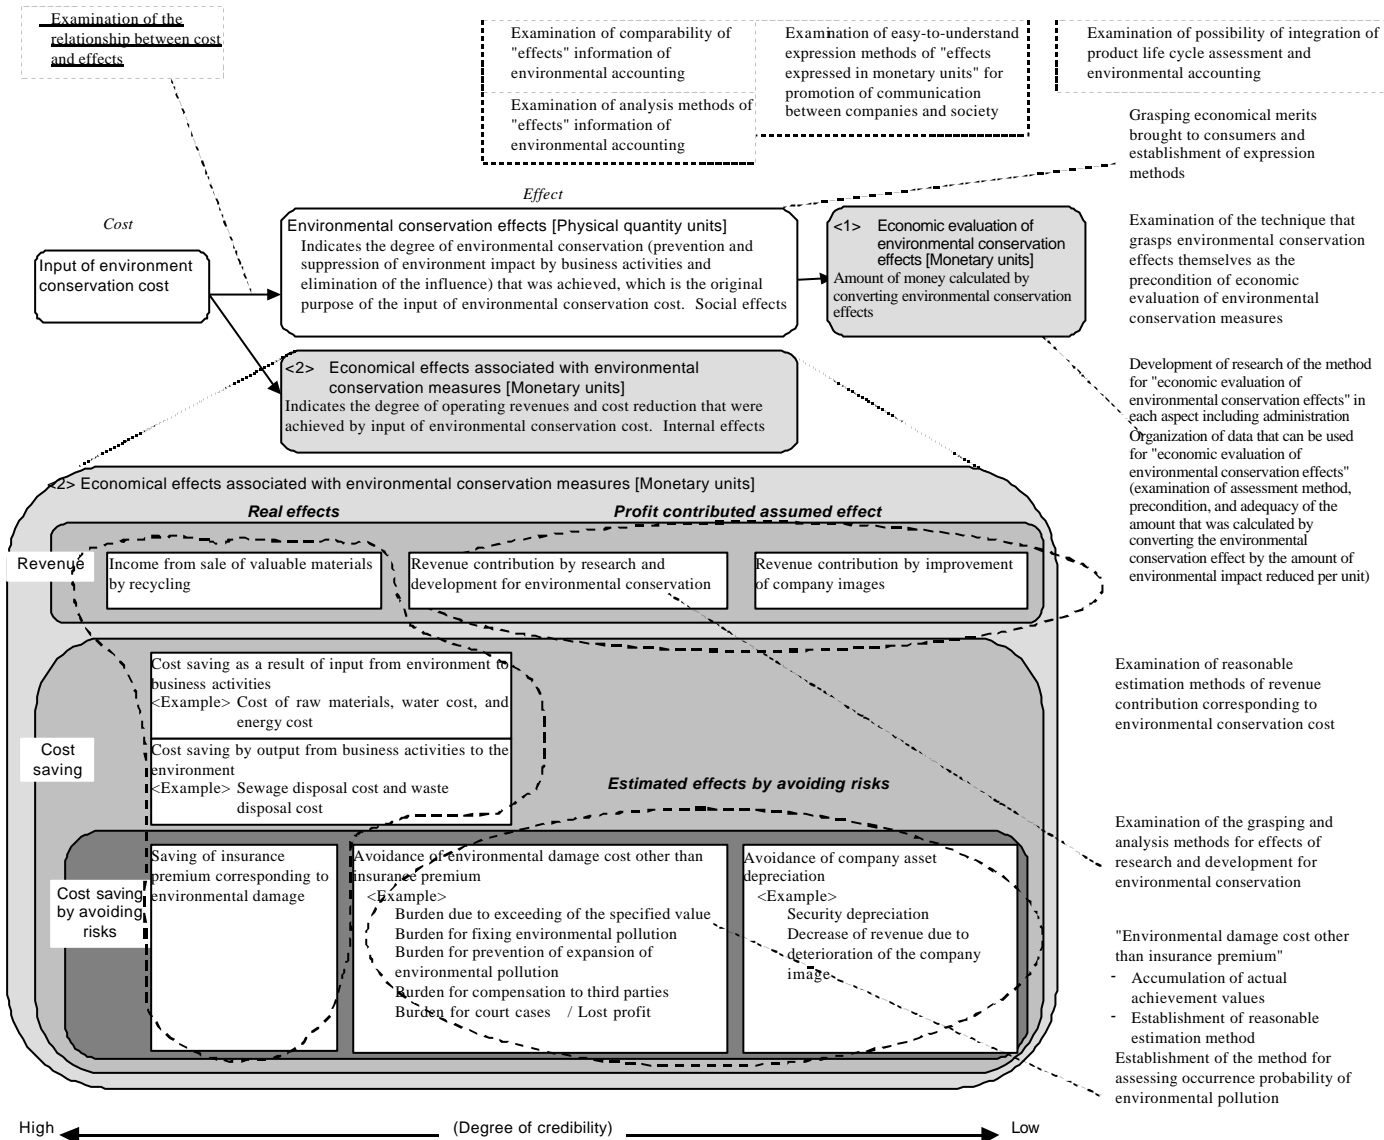 Examination of the
relationship between cost
and effects
Examination of comparability of
"effects" information of
environmental accounting
Examination of analysis methods of
"effects" information of
environmental accounting
Examination of easy-to-understand
expression methods of "effects
expressed in monetary units" for
promotion of communication
between companies and society
Examination of possibility of integration of
product life cycle assessment and
environmental accounting
Grasping economical merits
brought to consumers and
establishment of expression
methods
Effect
Cost
Input of environment
conservation cost
Environmental conservation effects [Physical quantity units]
Indicates the degree of environmental conservation (prevention and
suppression of environment impact by business activities and
elimination of the influence) that was achieved, which is the original
purpose of the input of environmental conservation cost. Social effects
<1> Economic evaluation of
environmental conservation
effects [Monetary units]
Amount of money calculated by
converting environmental conservation
effects
Examination of the technique that
grasps environmental conservation
effects themselves as the
precondition of economic
evaluation of environmental
conservation measures
<2> Economical effects associated with environmental
conservation measures [Monetary units]
Indicates the degree of operating revenues and cost reduction that were
achieved by input of environmental conservation cost. Internal effects
Development of research of the method
for "economic evaluation of
environmental conservation effects" in
each aspect including administration
Organization of data that can be used
for "economic evaluation of
environmental conservation effects"
(examination of assessment method,
precondition, and adequacy of the
amount that was calculated by
converting the environmental
conservation effect by the amount of
environmental impact reduced per unit)
<2> Economical effects associated with environmental conservation measures [Monetary units]
Real effects
Profit contributed assumed effect
Revenue
Income from sale of valuable materials
by recycling
Revenue contribution by research and
development for environmental conservation
Revenue contribution by improvement
of company images
Cost
saving
Cost saving as a result of input from environment to
business activities
<Example> Cost of raw materials, water cost, and
energy cost
Cost saving by output from business activities to the
environment
<Example> Sewage disposal cost and waste
disposal cost
Examination of reasonable
estimation methods of revenue
contribution corresponding to
environmental conservation cost
Estimated effects by avoiding risks
Cost saving
by avoiding
risks
Saving of insurance
premium corresponding to
environmental damage
Avoidance of environmental damage cost other than
insurance premium
<Example>
Burden due to exceeding of the specified value
Burden for fixing environmental pollution
Burden for prevention of expansion of
environmental pollution
Burden for compensation to third parties
Burden for court cases / Lost profit
Avoidance of company asset
depreciation
<Example>
Security depreciation
Decrease of revenue due to
deterioration of the company
image
Examination of the grasping and
analysis methods for effects of
research and development for
environmental conservation
"Environmental damage cost other
than insurance premium"
- Accumulation of actual
achievement values
- Establishment of reasonable
estimation method
Establishment of the method for
assessing occurrence probability of
environmental pollution
High
(Degree of credibility)
Low